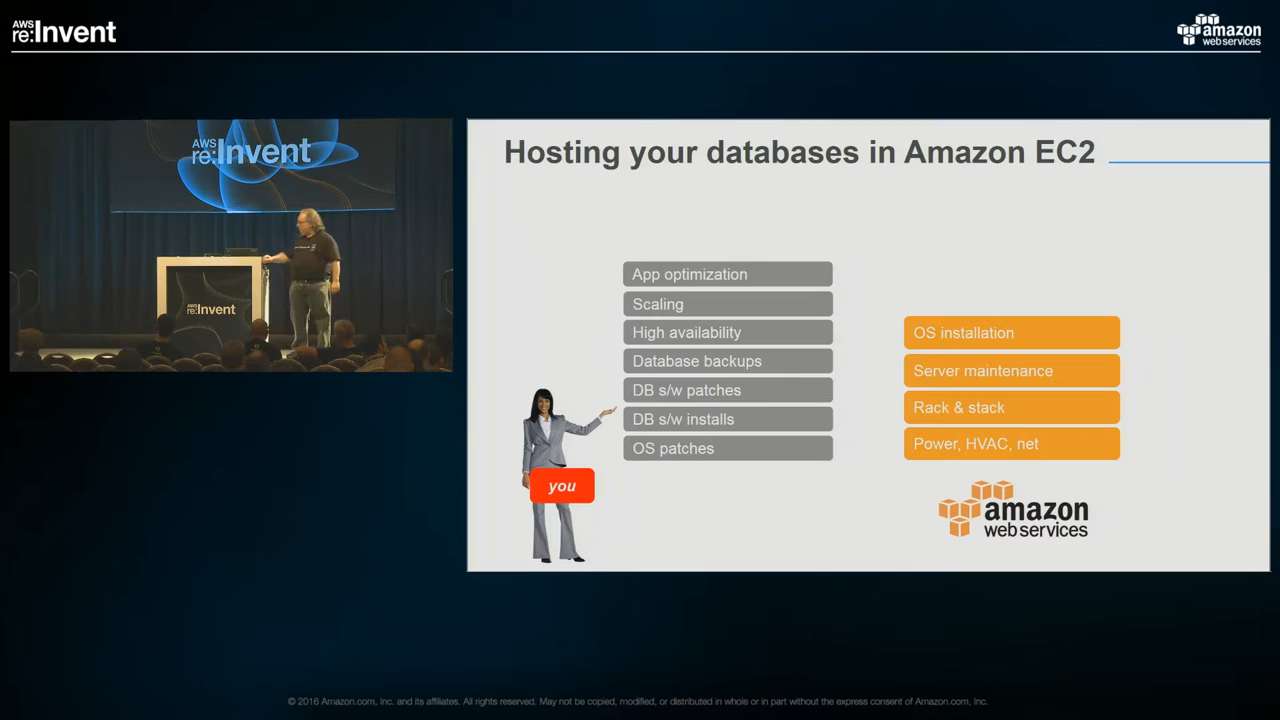 AWS
re:Invent
amazon
web services
AWS
re:Invent
AWS
re:Invent
Hosting your databases in Amazon EC2
App optimization
Scaling
High availability
Database backups
DB s/w patches
DB s/w installs
OS patches
you
OS installation
Server maintenance
Rack & stack
Power, HVAC, net
amazon
web services
© 2016 Amazon.com, Inc. and its affiliates. All rights reserved. May not be copied, modified, or distributed in whole or in part without the express consent of Amazon.com, Inc.